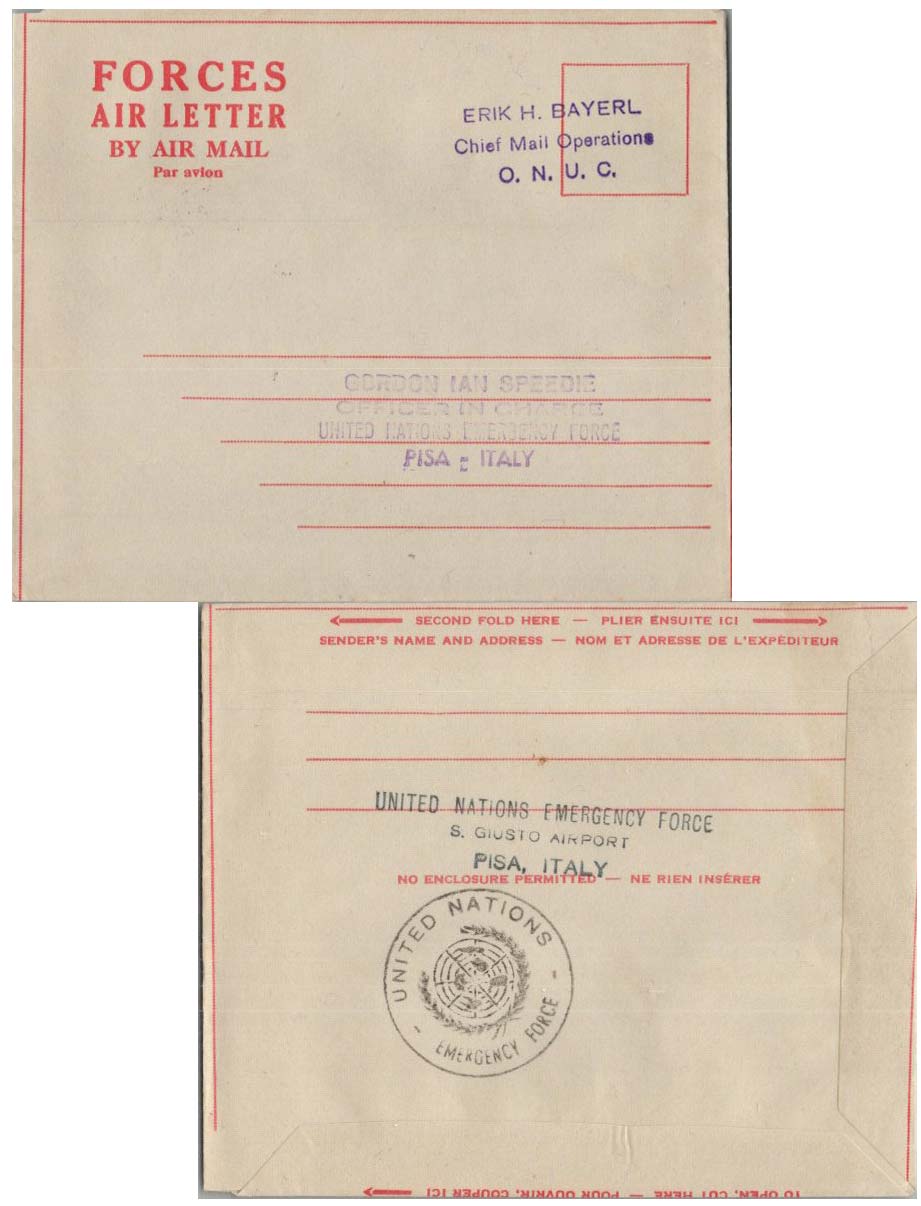 FORCES
AIR LETTER
BY AIR MAIL
Par avion
ERIK H. BAYERL
Chief Mail Operations
O. N. U. C.
GORDON IAN SPEEDIE
OFFICER IN CHARGE
UNITED NATIONS EMERGENCY FORCE
PISA - ITALY
SECOND FOLD HERE — PLIER ENSUITE ICI
SENDER'S NAME AND ADDRESS — NOM ET ADRESSE DE L'EXPÉDITEUR
UNITED NATIONS EMERGENCY FORCE
S. GIUSTO AIRPORT
PISA, ITALY
NO ENCLOSURE PERMITTED — NE RIEN INSÉRER
UNITED NATIONS
- EMERGENCY FORCE -
TO OPEN, CUT HERE — POUR OUVRIR, COUPER ICI